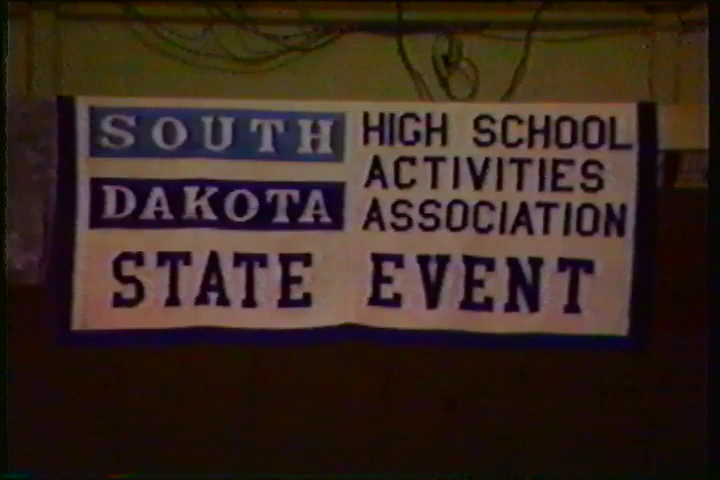 SOUTH
DAKOTA
HIGH SCHOOL
ACTIVITIES
ASSOCIATION
STATE EVENT